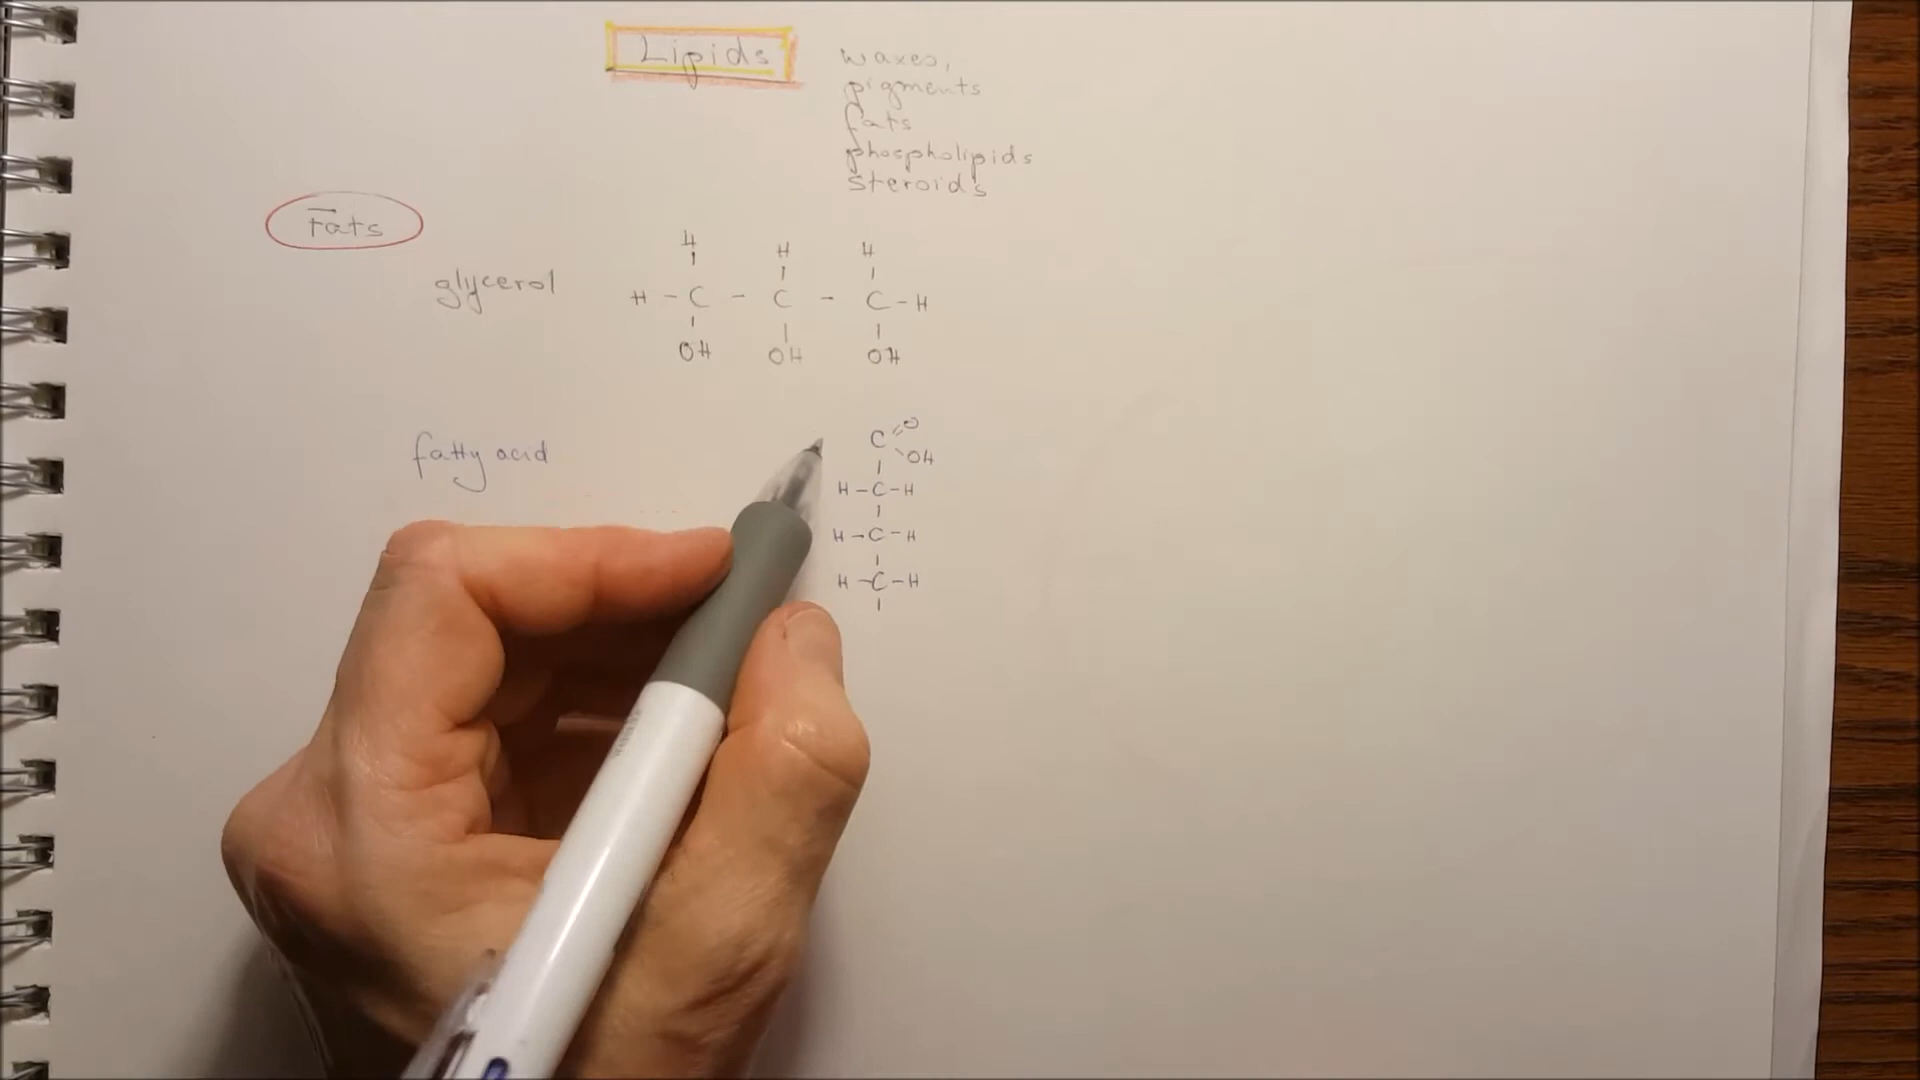 Lipids
waxes,
pigments
fats
phospholipids
steroids
Fats
glycerol
H H H
H - C - C - C - H
OH OH OH
fatty acid
C = O
OH
H - C - H
H - C - H
H - C - H